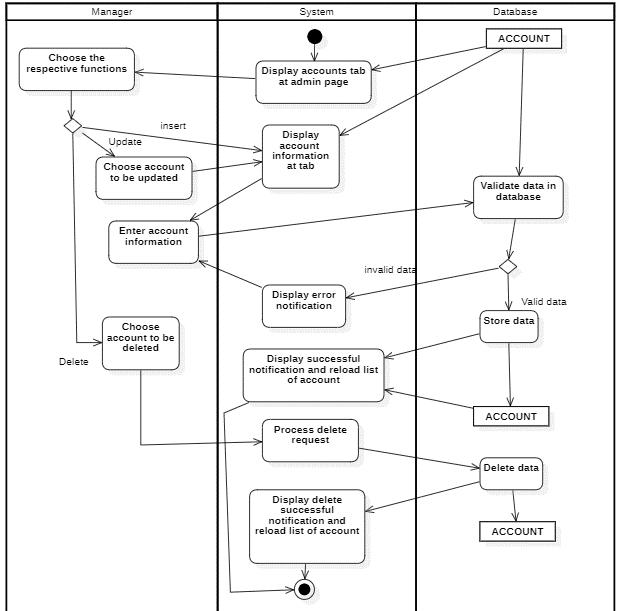 Manager
System
Database
ACCOUNT
Choose the
respective functions
Display accounts tab
at admin page
insert
Update
Display
account
information
at tab
Choose account
to be updated
Validate data in
database
Enter account
information
invalid data
Display error
notification
Valid data
Store data
Choose
account to be
deleted
Delete
Display successful
notification and reload list
of account
ACCOUNT
Process delete
request
Delete data
Display delete
successful
notification and
reload list of account
ACCOUNT